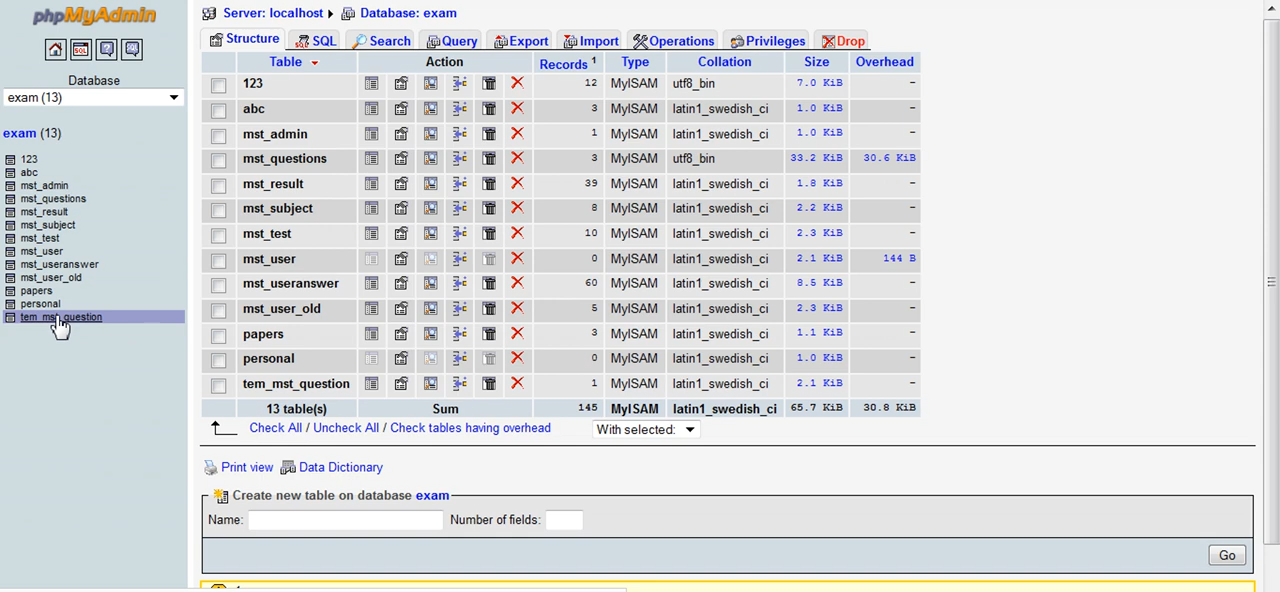 phpMyAdmin
Database
exam (13)
exam (13)
123
abc
mst_admin
mst_questions
mst_result
mst_subject
mst_test
mst_user
mst_useranswer
mst_user_old
papers
personal
tem_mst_question
Server: localhost Database: exam
Structure SQL Search Query Export Import Operations Privileges Drop
Table Action Records 1 Type Collation Size Overhead
123 12 MyISAM utf8_bin 7.0 KiB -
abc 3 MyISAM latin1_swedish_ci 1.0 KiB -
mst_admin 1 MyISAM latin1_swedish_ci 1.0 KiB -
mst_questions 3 MyISAM utf8_bin 33.2 KiB 30.6 KiB
mst_result 39 MyISAM latin1_swedish_ci 1.8 KiB -
mst_subject 8 MyISAM latin1_swedish_ci 2.2 KiB -
mst_test 10 MyISAM latin1_swedish_ci 2.3 KiB -
mst_user 0 MyISAM latin1_swedish_ci 2.1 KiB 144 B
mst_useranswer 60 MyISAM latin1_swedish_ci 8.5 KiB -
mst_user_old 5 MyISAM latin1_swedish_ci 2.3 KiB -
papers 3 MyISAM latin1_swedish_ci 1.1 KiB -
personal 0 MyISAM latin1_swedish_ci 1.0 KiB -
tem_mst_question 1 MyISAM latin1_swedish_ci 2.1 KiB -
13 table(s) Sum 145 MyISAM latin1_swedish_ci 65.7 KiB 30.8 KiB
Check All / Uncheck All / Check tables having overhead With selected:
Print view Data Dictionary
Create new table on database exam
Name: Number of fields:
Go